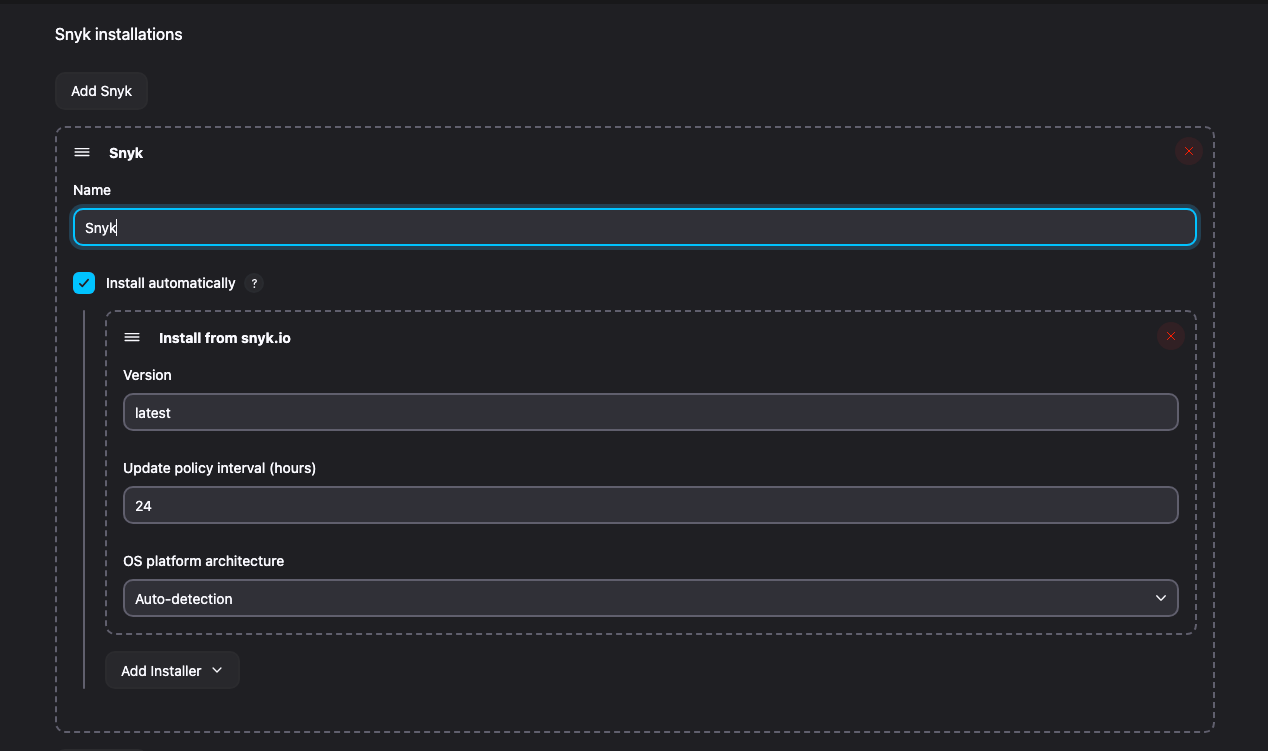 Snyk installations
Add Snyk
Snyk
Name
Snyk
Install automatically ?
Install from snyk.io
Version
latest
Update policy interval (hours)
24
OS platform architecture
Auto-detection
Add Installer